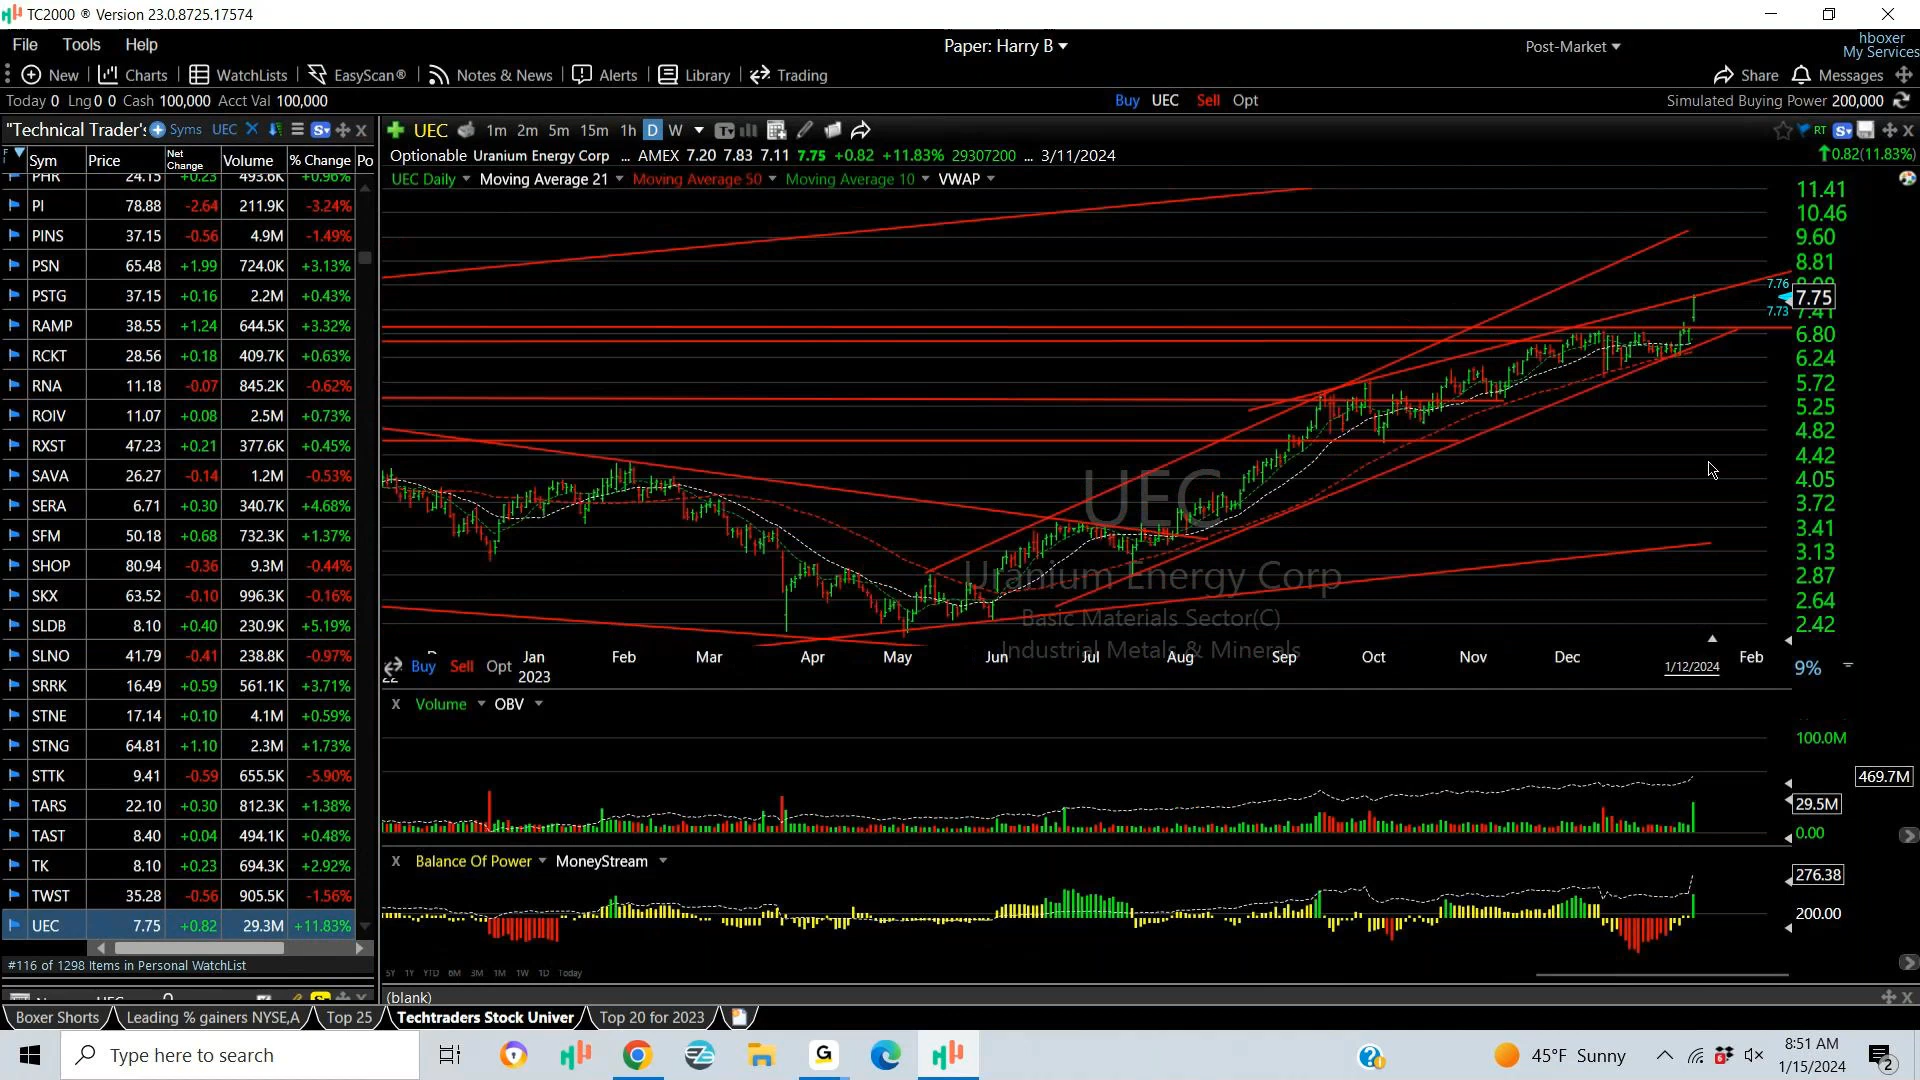 TC2000 ® Version 23.0.8725.17574
File Tools Help
Paper: Harry B
Post-Market
hboxer
My Services
New Charts WatchLists EasyScan® Notes & News Alerts Library Trading
Share Messages
Today 0 Lng 0 0 Cash 100,000 Acct Val 100,000
Buy UEC Sell Opt
Simulated Buying Power 200,000
"Technical Trader's Syms UEC
UEC 1m 2m 5m 15m 1h D W
RT
Optionable Uranium Energy Corp ... AMEX 7.20 7.83 7.11 7.75 +0.82 +11.83% 29307200 ... 3/11/2024
0.82(11.83%)
UEC Daily Moving Average 21 Moving Average 50 Moving Average 10 VWAP
Sym Price Net Change Volume % Change Po
PHR 24.15 +0.23 493.6K +0.96%
PI 78.88 -2.64 211.9K -3.24%
PINS 37.15 -0.56 4.9M -1.49%
PSN 65.48 +1.99 724.0K +3.13%
PSTG 37.15 +0.16 2.2M +0.43%
RAMP 38.55 +1.24 644.5K +3.32%
RCKT 28.56 +0.18 409.7K +0.63%
RNA 11.18 -0.07 845.2K -0.62%
ROIV 11.07 +0.08 2.5M +0.73%
RXST 47.23 +0.21 377.6K +0.45%
SAVA 26.27 -0.14 1.2M -0.53%
SERA 6.71 +0.30 340.7K +4.68%
SFM 50.18 +0.68 732.3K +1.37%
SHOP 80.94 -0.36 9.3M -0.44%
SKX 63.52 -0.10 996.3K -0.16%
SLDB 8.10 +0.40 230.9K +5.19%
SLNO 41.79 -0.41 238.8K -0.97%
SRRK 16.49 +0.59 561.1K +3.71%
STNE 17.14 +0.10 4.1M +0.59%
STNG 64.81 +1.10 2.3M +1.73%
STTK 9.41 -0.59 655.5K -5.90%
TARS 22.10 +0.30 812.3K +1.38%
TAST 8.40 +0.04 494.1K +0.48%
TK 8.10 +0.23 694.3K +2.92%
TWST 35.28 -0.56 905.5K -1.56%
UEC 7.75 +0.82 29.3M +11.83%
#116 of 1298 Items in Personal WatchList
11.41
10.46
9.60
8.81
7.76
7.75
7.73
7.41
6.80
6.24
5.72
5.25
4.82
4.42
4.05
3.72
3.41
3.13
2.87
2.64
2.42
UEC
Uranium Energy Corp
Basic Materials Sector(C)
Industrial Metals & Minerals
Jan Feb Mar Apr May Jun Jul Aug Sep Oct Nov Dec Feb
22 Buy Sell Opt 2023
1/12/2024
9%
X Volume OBV
100.0M
469.7M
29.5M
0.00
X Balance Of Power MoneyStream
276.38
200.00
5Y 1Y YTD 6M 3M 1M 1W 1D Today
(blank)
Boxer Shorts Leading % gainers NYSE,A Top 25 Techtraders Stock Univer Top 20 for 2023
Type here to search
45°F Sunny
8:51 AM
1/15/2024
2